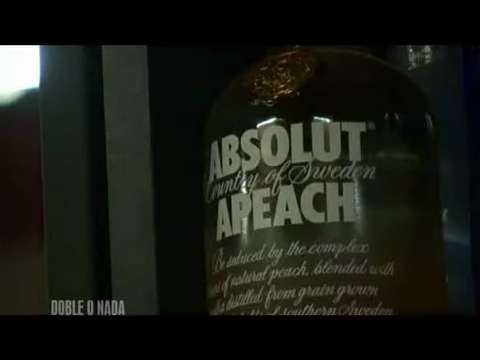 ABSOLUT
Country of Sweden
APEACH
Be seduced by the complex
of natural peach, blended with
distilled from grain grown
southern Sweden
DOBLE O NADA